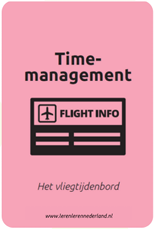 Time-
management
FLIGHT INFO
Het vliegtijdenbord
www.lerenlerennederland.nl